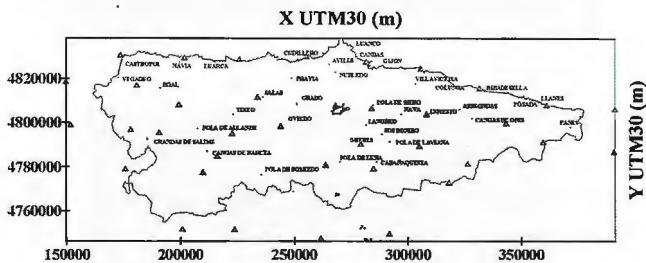 X UTM30 (m)
LUANCO
CUDILLERO
CANDAS
CASTROPOL
NAVIA
LUARCA
AVILES
GIJON
4820000
VEGADEO
BOAL
PRAVIA
NUBLEDO
VILLAVICIOSA
COLUNGA
RIBADESELLA
SALAS
GRADO
POLA DE SIERO
LLANES
POSADA
TINEO
NAVA
INFIESTO
ARRIONDAS
4800000
POLA DE ALLANDE
OVIEDO
LANGREO
CANGAS DE ONIS
PANES
GRANDAS DE SALIME
MIERES
POLA DE LAVIANA
CANGAS DE NARCEA
POLA DE LENA
CABAÑAQUINTA
4780000
POLA DE SOMIEDO
4760000
Y UTM30 (m)
150000 200000 250000 300000 350000